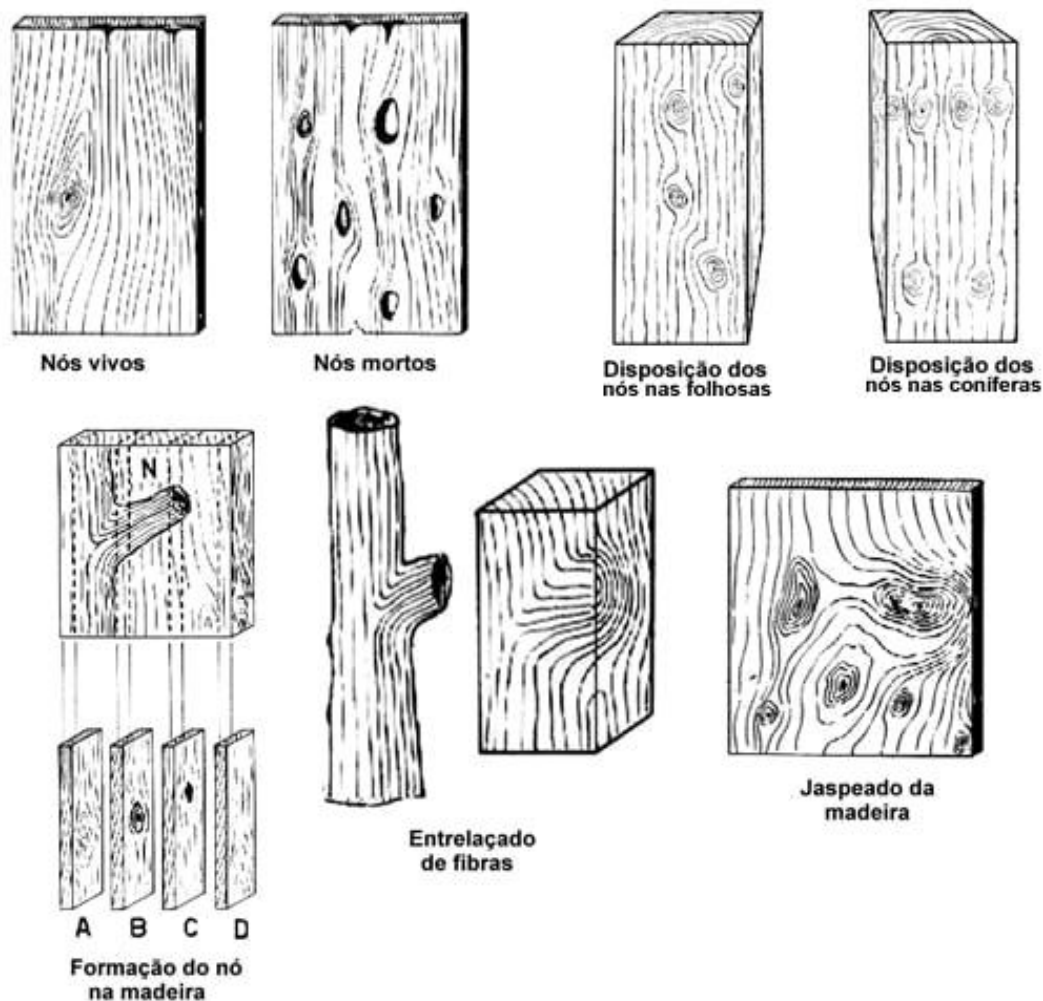 Nós vivos
Nós mortos
Disposição dos
nós nas folhosas
Disposição dos
nós nas coníferas
N
A B C D
Formação do nó
na madeira
Entrelaçado
de fibras
Jaspeado da
madeira